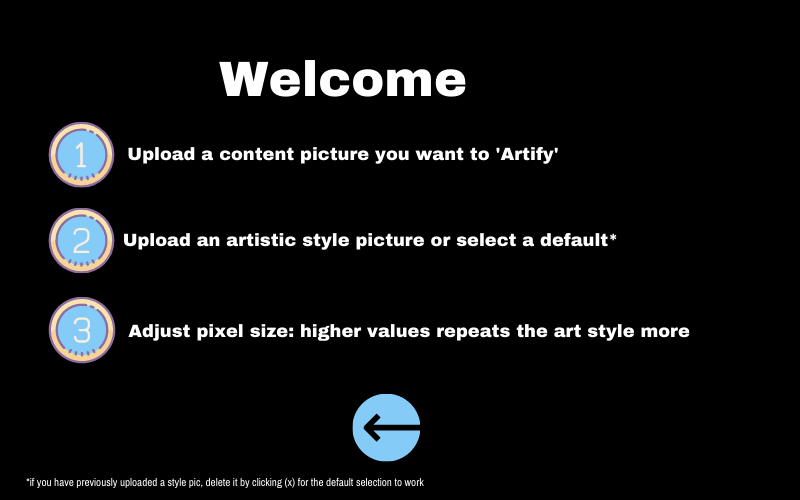 Welcome
1 Upload a content picture you want to 'Artify'
2 Upload an artistic style picture or select a default*
3 Adjust pixel size: higher values repeats the art style more
*if you have previously uploaded a style pic, delete it by clicking (x) for the default selection to work